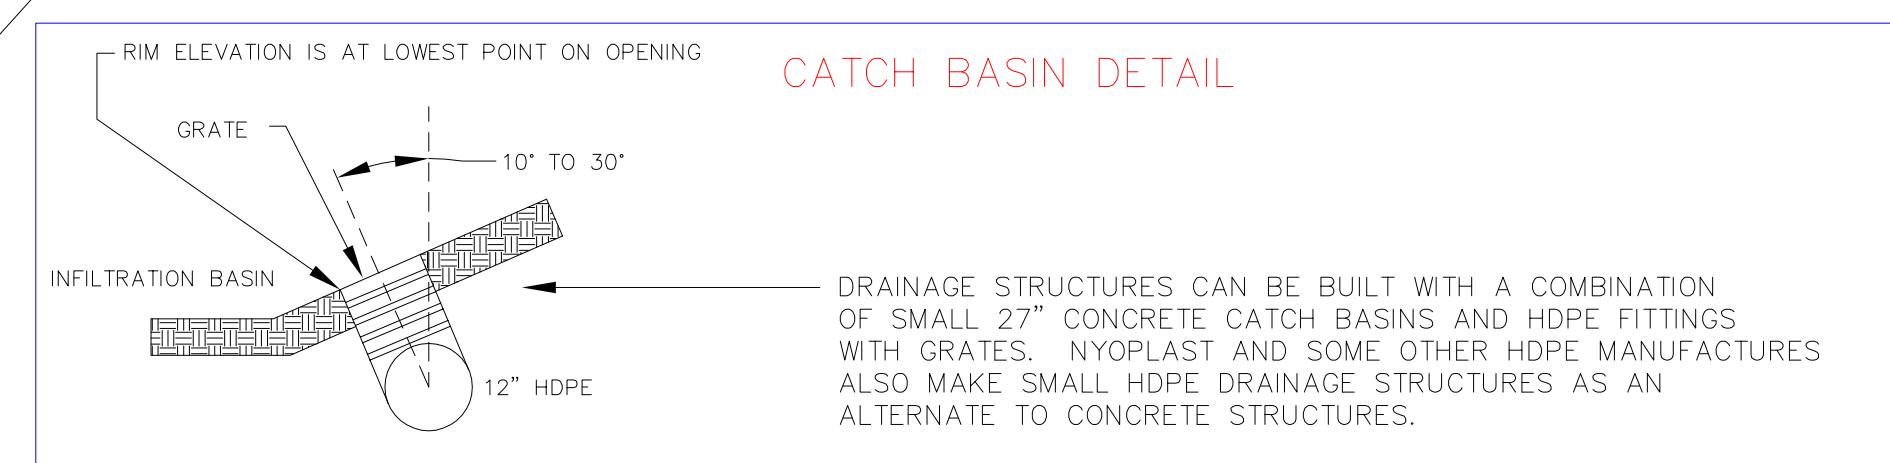 RIM ELEVATION IS AT LOWEST POINT ON OPENING
CATCH BASIN DETAIL
GRATE
10° TO 30°
INFILTRATION BASIN
12” HDPE
DRAINAGE STRUCTURES CAN BE BUILT WITH A COMBINATION
OF SMALL 27” CONCRETE CATCH BASINS AND HDPE FITTINGS
WITH GRATES. NYOPLAST AND SOME OTHER HDPE MANUFACTURES
ALSO MAKE SMALL HDPE DRAINAGE STRUCTURES AS AN
ALTERNATE TO CONCRETE STRUCTURES.